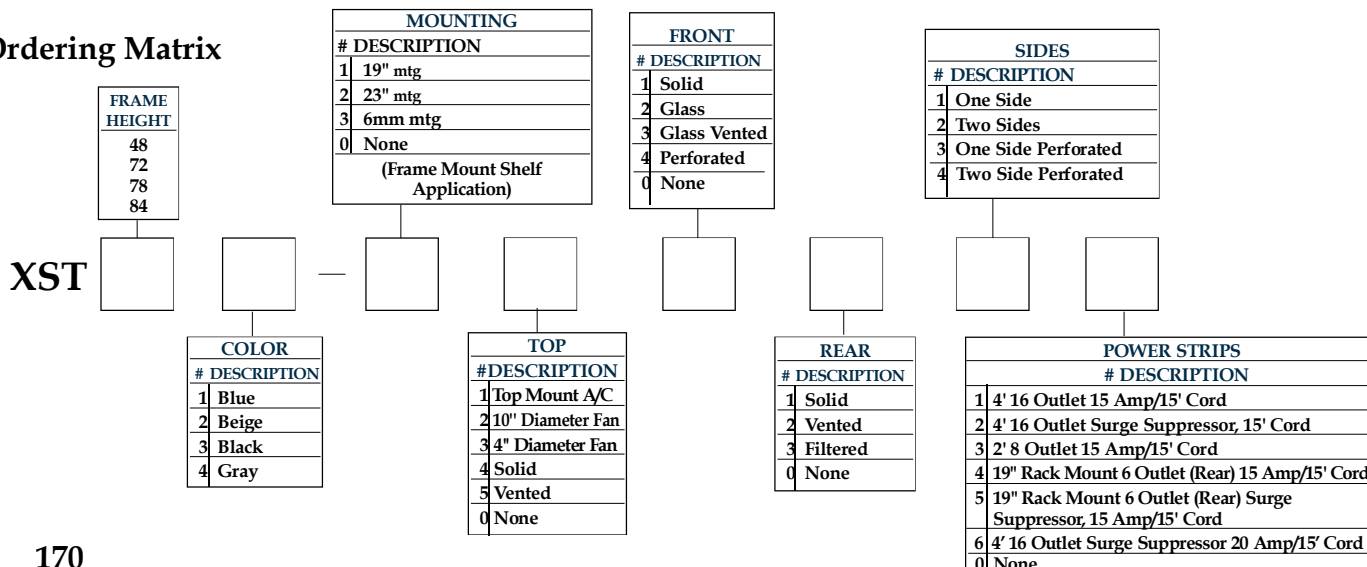 Ordering Matrix
FRAME
HEIGHT
48
72
78
84
MOUNTING
# DESCRIPTION
1 19" mtg
2 23" mtg
3 6mm mtg
0 None
(Frame Mount Shelf
Application)
FRONT
# DESCRIPTION
1 Solid
2 Glass
3 Glass Vented
4 Perforated
0 None
SIDES
# DESCRIPTION
1 One Side
2 Two Sides
3 One Side Perforated
4 Two Side Perforated
XST —
COLOR
# DESCRIPTION
1 Blue
2 Beige
3 Black
4 Gray
TOP
#DESCRIPTION
1 Top Mount A/C
2 10" Diameter Fan
3 4" Diameter Fan
4 Solid
5 Vented
0 None
REAR
# DESCRIPTION
1 Solid
2 Vented
3 Filtered
0 None
POWER STRIPS
# DESCRIPTION
1 4' 16 Outlet 15 Amp/15' Cord
2 4' 16 Outlet Surge Suppressor, 15' Cord
3 2' 8 Outlet 15 Amp/15' Cord
4 19" Rack Mount 6 Outlet (Rear) 15 Amp/15' Cord
5 19" Rack Mount 6 Outlet (Rear) Surge
Suppressor, 15 Amp/15' Cord
6 4′ 16 Outlet Surge Suppressor 20 Amp/15′ Cord
0 None
170